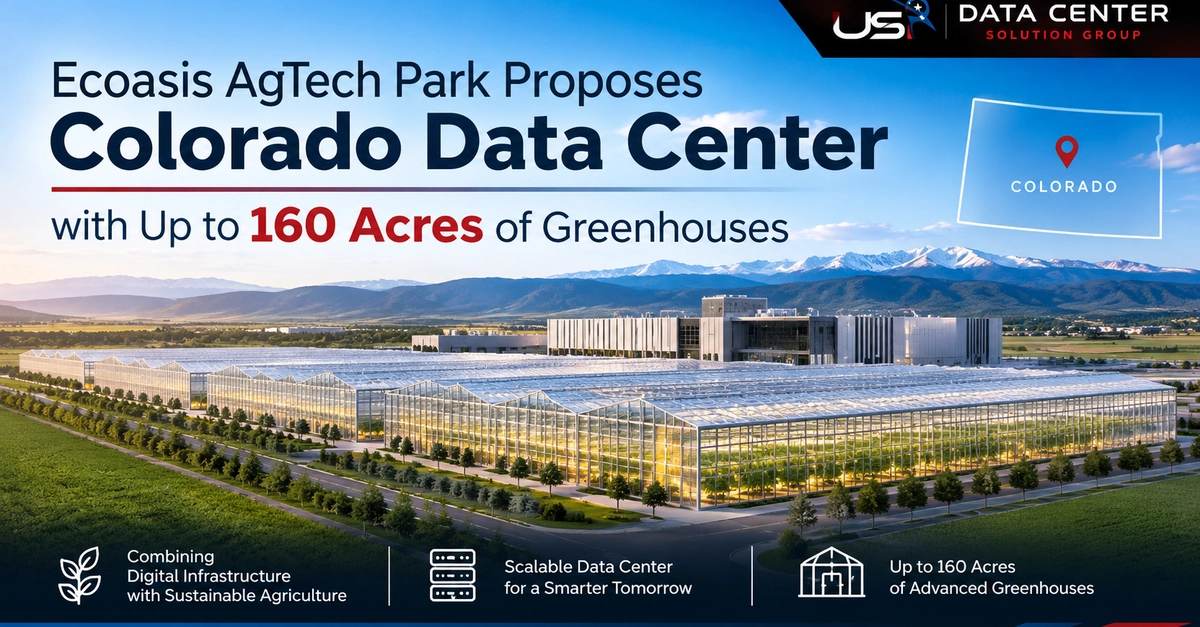 US
DATA CENTER
SOLUTION GROUP
Ecoasis AgTech Park Proposes
Colorado Data Center
with Up to 160 Acres of Greenhouses
COLORADO
Combining
Digital Infrastructure
with Sustainable Agriculture
Scalable Data Center
for a Smarter Tomorrow
Up to 160 Acres
of Advanced Greenhouses